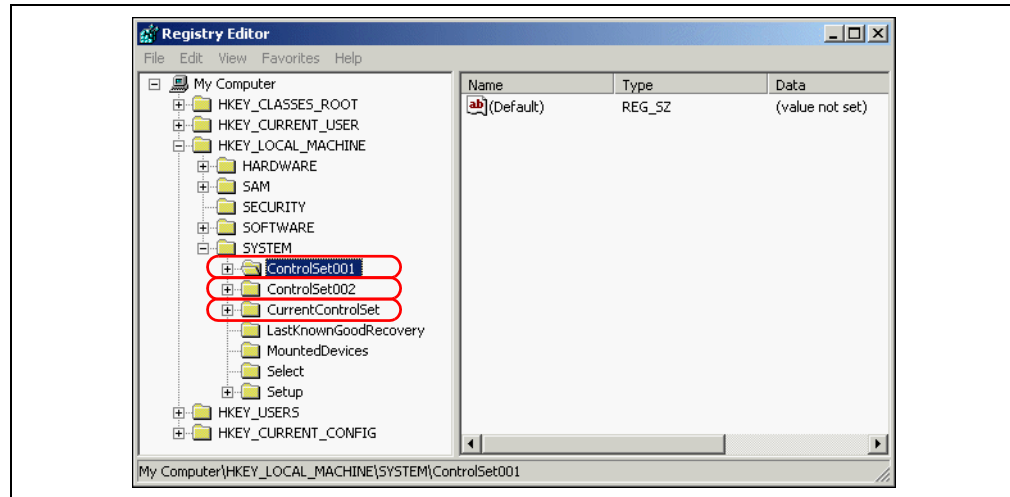 Registry Editor
File Edit View Favorites Help
My Computer
HKEY_CLASSES_ROOT
HKEY_CURRENT_USER
HKEY_LOCAL_MACHINE
HARDWARE
SAM
SECURITY
SOFTWARE
SYSTEM
ControlSet001
ControlSet002
CurrentControlSet
LastKnownGoodRecovery
MountedDevices
Select
Setup
HKEY_USERS
HKEY_CURRENT_CONFIG
Name Type Data
ab (Default) REG_SZ (value not set)
My Computer\HKEY_LOCAL_MACHINE\SYSTEM\ControlSet001